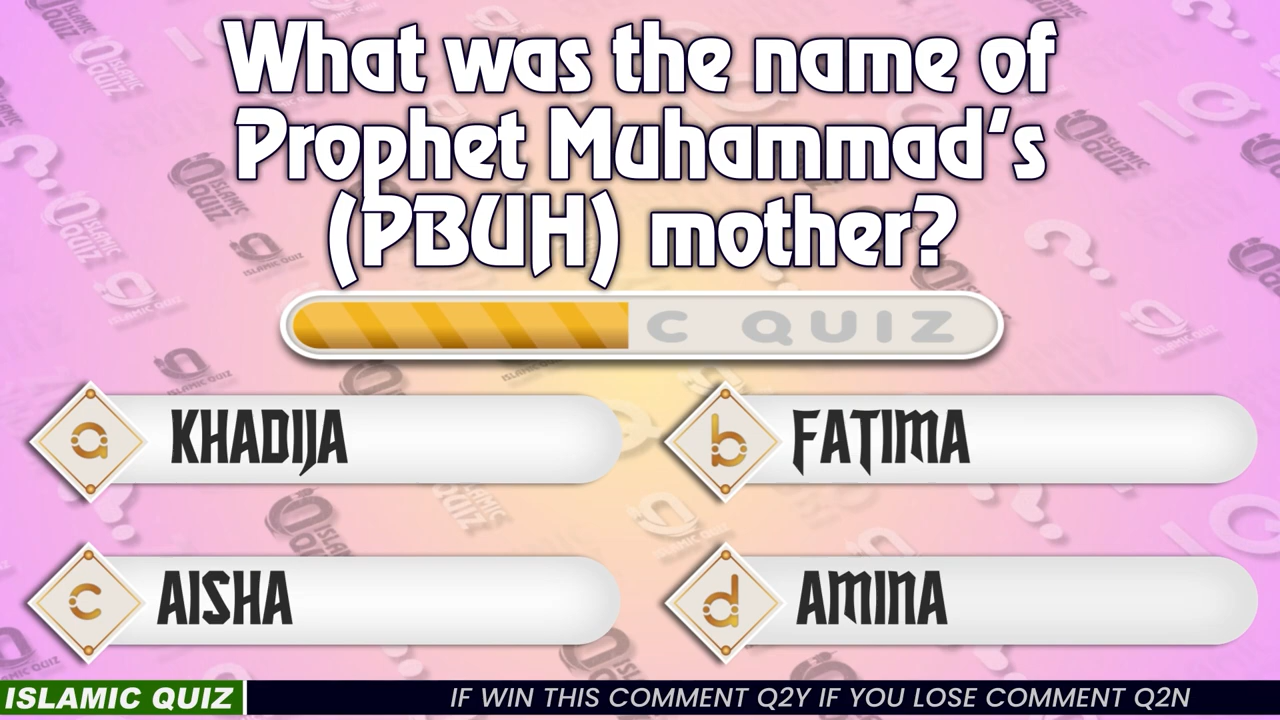 What was the name of
Prophet Muhammad's
(PBUH) mother?
C QUIZ
a KHADIJA
b FATIMA
c AISHA
d AMINA
ISLAMIC QUIZ
IF WIN THIS COMMENT Q2Y IF YOU LOSE COMMENT Q2N